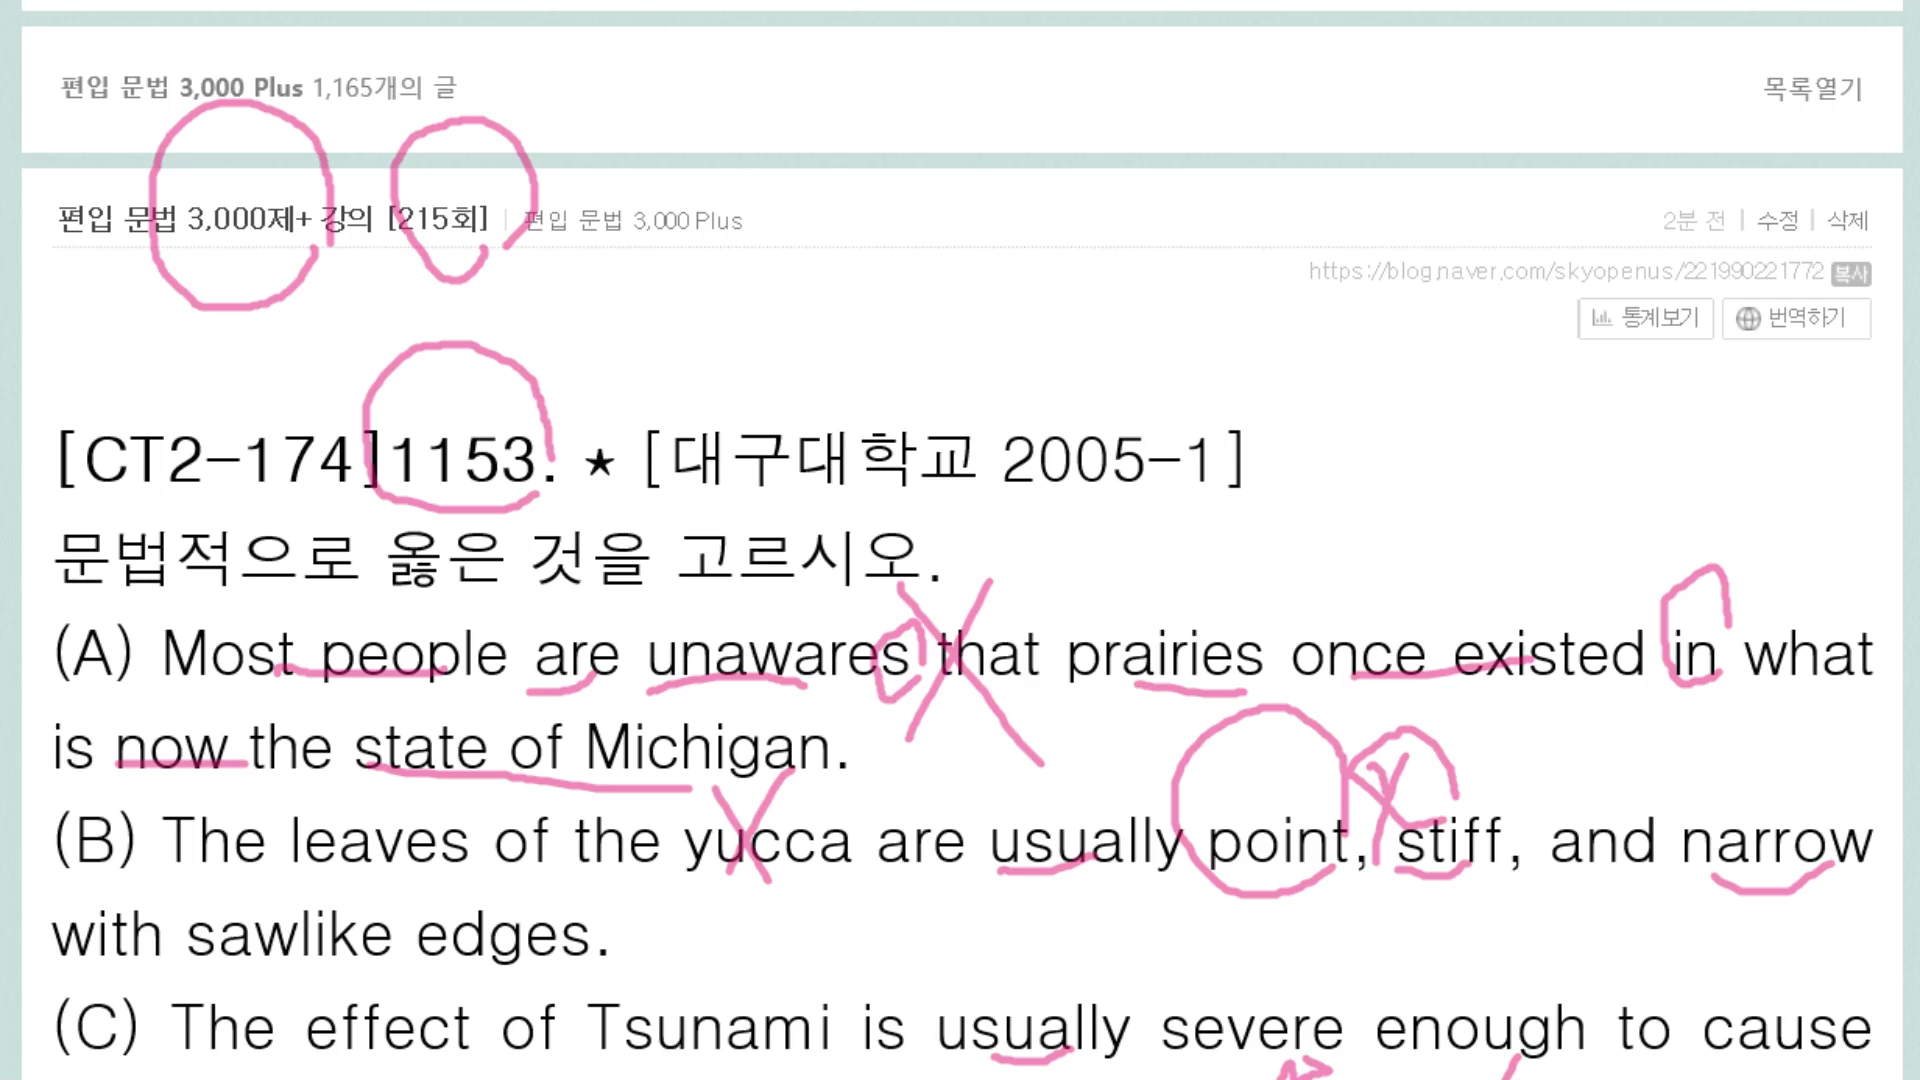 편입 문법 3,000 Plus 1,165개의 글
목록열기
편입 문법 3,000제+ 강의 [215회] | 편입 문법 3,000 Plus
2분 전 | 수정 | 삭제
https://blog.naver.com/skyopenus/221990221772 복사
통계보기 번역하기
[CT2-174]1153. ★ [대구대학교 2005-1]
문법적으로 옳은 것을 고르시오.
(A) Most people are unawares that prairies once existed in what
is now the state of Michigan.
(B) The leaves of the yucca are usually point, stiff, and narrow
with sawlike edges.
(C) The effect of Tsunami is usually severe enough to cause